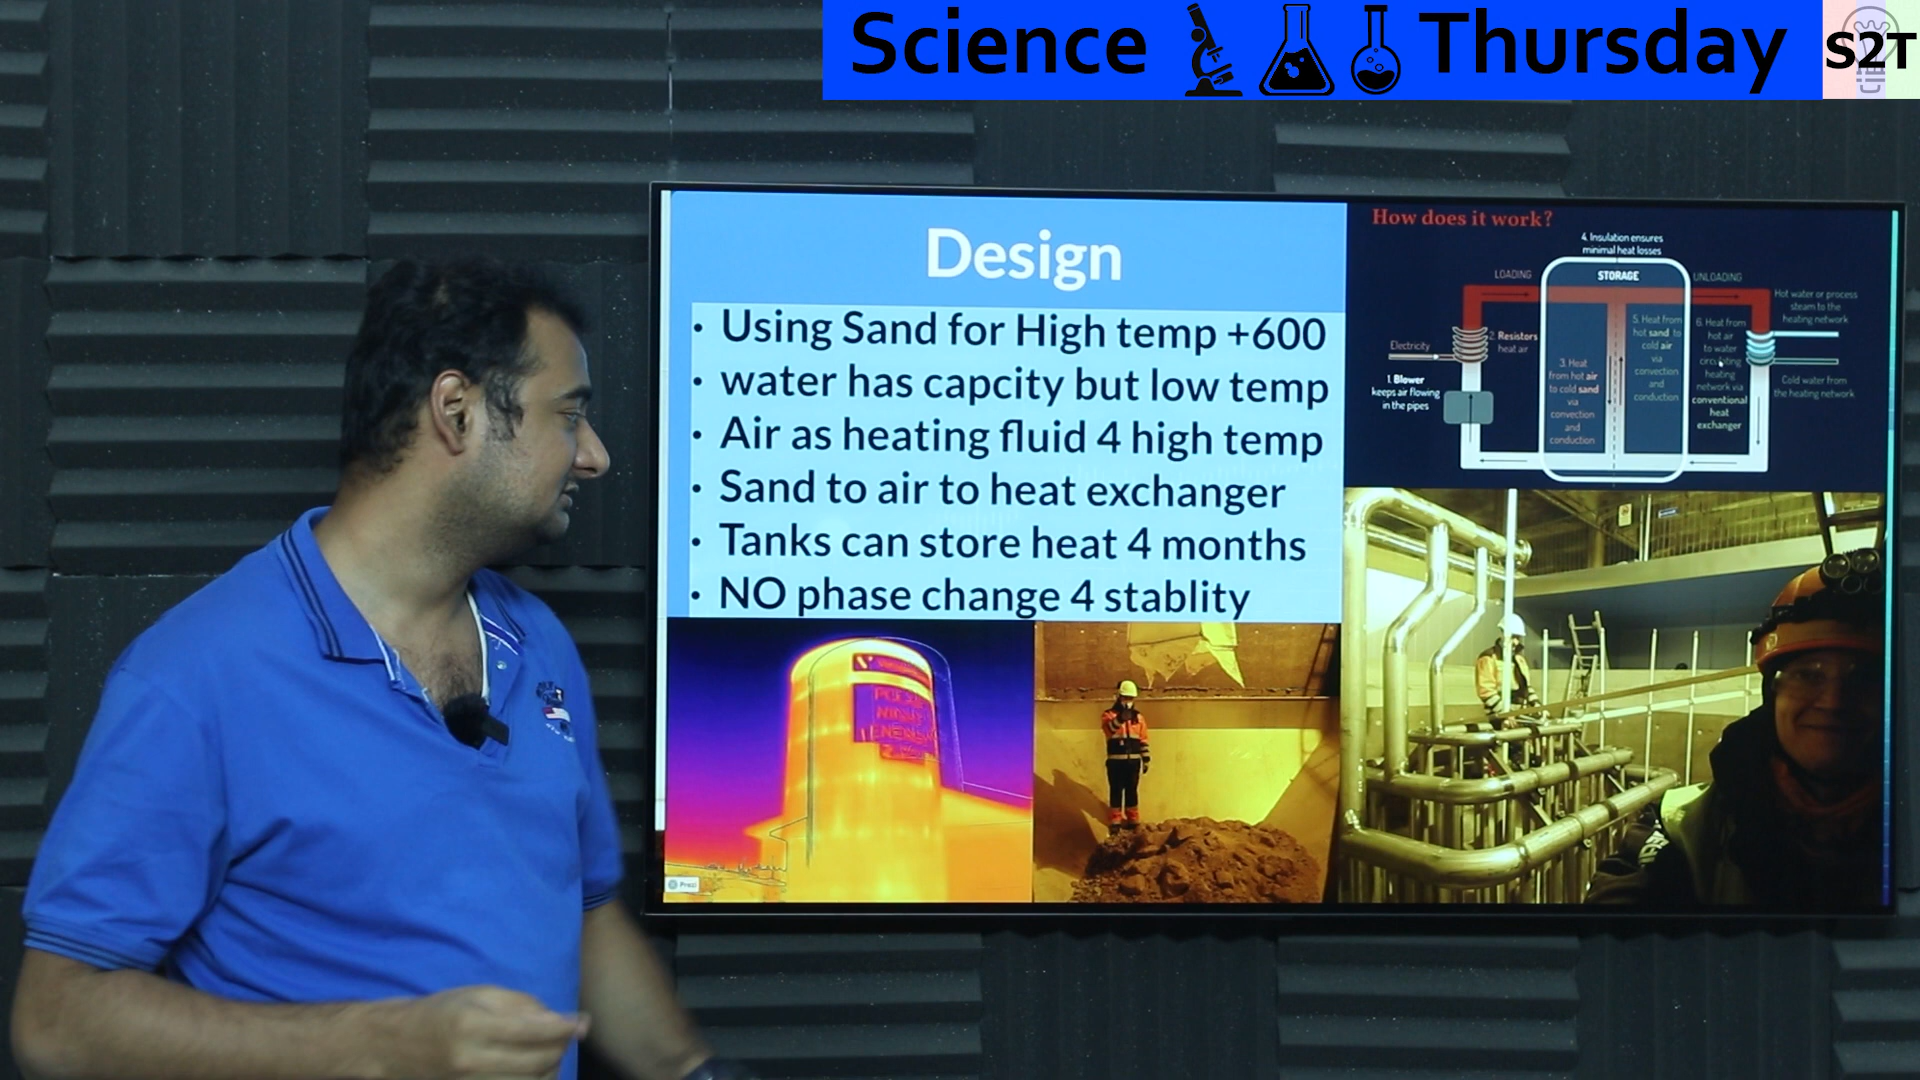 Science Thursday
S2T
Design
• Using Sand for High temp +600
• water has capcity but low temp
• Air as heating fluid 4 high temp
• Sand to air to heat exchanger
• Tanks can store heat 4 months
• NO phase change 4 stablity
How does it work?
4. Insulation ensures
minimal heat losses
LOADING
STORAGE
UNLOADING
Hot water or process
steam to the
heating network
Electricity
2. Resistors
heat air
1. Blower
keeps air flowing
in the pipes
3. Heat
from hot air
to cold sand
via
convection
and
conduction
5. Heat from
hot sand to
cold air
via
convection
and
conduction
6. Heat from
hot air
to water
circulating
heating
network via
conventional
heat
exchanger
Cold water from
the heating network
POLAR
NIGHT
ENERGY
Prezi